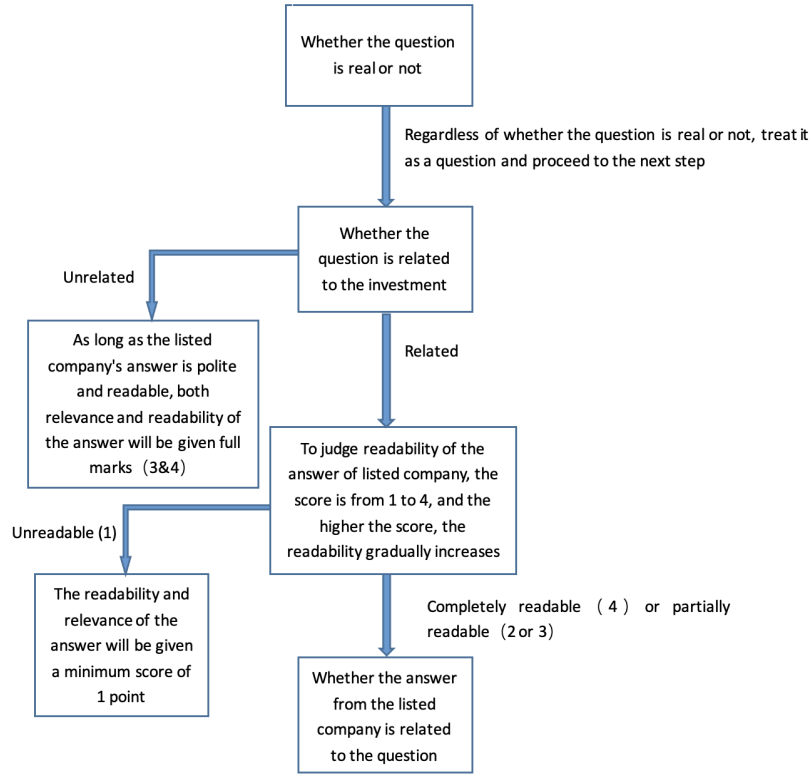 Whether the question
is real or not
Regardless of whether the question is real or not, treat it
as a question and proceed to the next step
Whether the
question is related
to the investment
Unrelated
As long as the listed
company's answer is polite
and readable, both
relevance and readability of
the answer will be given full
marks（3&4）
Related
To judge readability of the
answer of listed company, the
score is from 1 to 4, and the
higher the score, the
readability gradually increases
Unreadable (1)
The readability and
relevance of the
answer will be given
a minimum score of
1 point
Completely readable （4） or partially
readable（2 or 3）
Whether the answer
from the listed
company is related
to the question